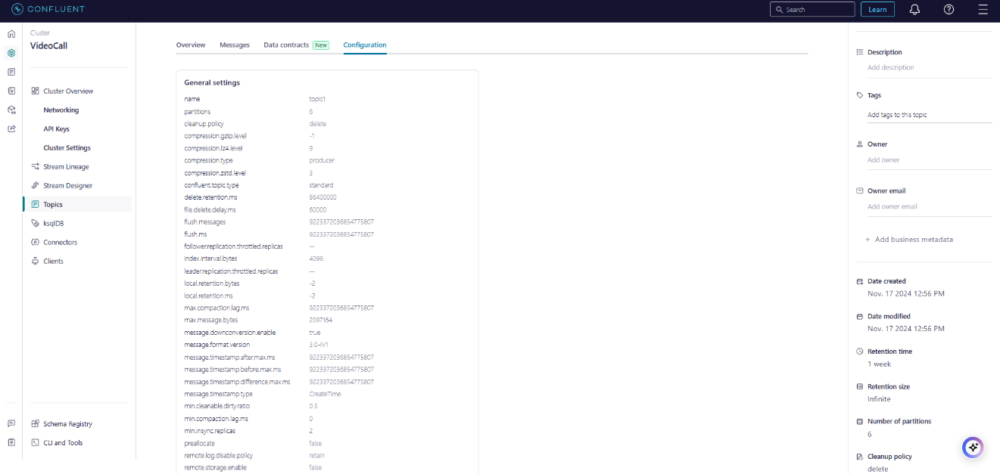 CONFLUENT
Search
Learn
Cluster
VideoCall
Cluster Overview
Networking
API Keys
Cluster Settings
Stream Lineage
Stream Designer
Topics
ksqlDB
Connectors
Clients
Schema Registry
CLI and Tools
Overview Messages Data contracts New Configuration
General settings
name topic1
partitions 6
cleanup.policy delete
compression.gzip.level -1
compression.lz4.level 9
compression.type producer
compression.zstd.level 3
confluent.topic.type standard
delete.retention.ms 86400000
file.delete.delay.ms 60000
flush.messages 9223372036854775807
flush.ms 9223372036854775807
follower.replication.throttled.replicas --
index.interval.bytes 4096
leader.replication.throttled.replicas --
local.retention.bytes -2
local.retention.ms -2
max.compaction.lag.ms 9223372036854775807
max.message.bytes 2097164
message.downconversion.enable true
message.format.version 3.0-IV1
message.timestamp.after.max.ms 9223372036854775807
message.timestamp.before.max.ms 9223372036854775807
message.timestamp.difference.max.ms 9223372036854775807
message.timestamp.type CreateTime
min.cleanable.dirty.ratio 0.5
min.compaction.lag.ms 0
min.insync.replicas 2
preallocate false
remote.log.disable.policy retain
remote.storage.enable false
Description
Add description
Tags
Add tags to this topic
Owner
Add owner
Owner email
Add owner email
+ Add business metadata
Date created
Nov. 17 2024 12:56 PM
Date modified
Nov. 17 2024 12:56 PM
Retention time
1 week
Retention size
Infinite
Number of partitions
6
Cleanup policy
delete